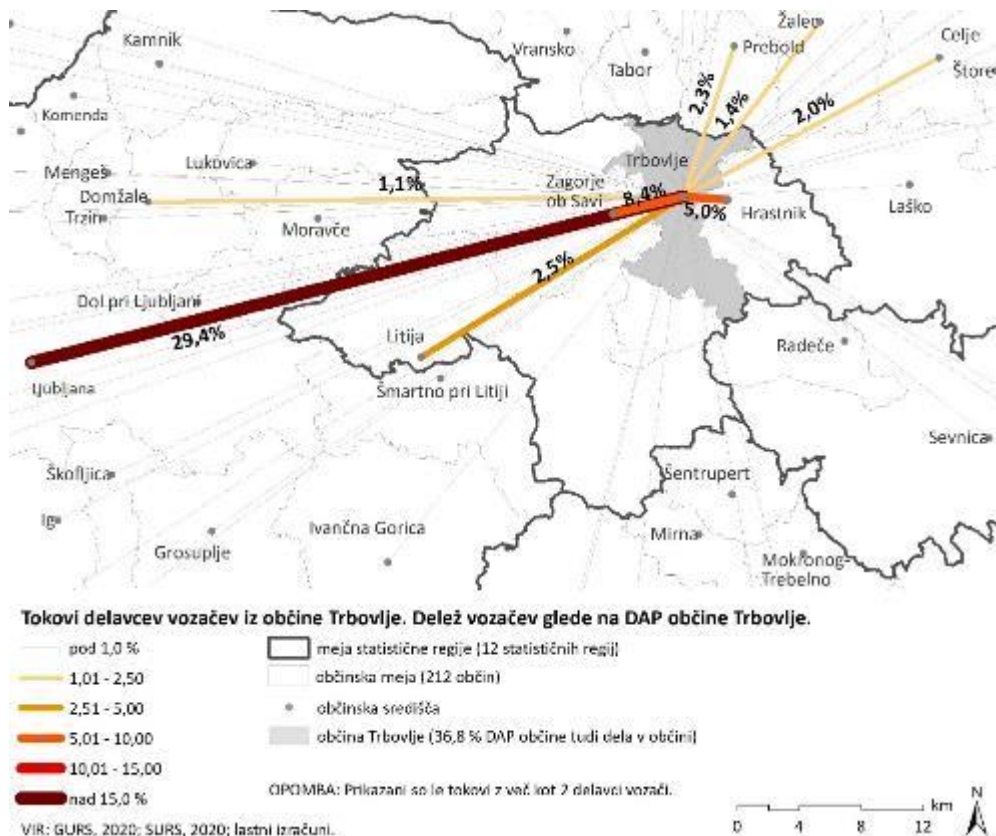 Kamnik
Vransko
Žalec
Prebold
Celje
Tabor
Štore
Komenda
2,3%
1,4%
2,0%
Mengeš
Lukovica
Trbovlje
Domžale
1,1%
Zagorje
ob Savi
8,4%
Trzin
Moravče
5,0%
Hrastnik
Laško
2,5%
Dol pri Ljubljani
29,4%
Litija
Radeče
Ljubljana
Šmartno pri Litiji
Sevnica
Škofljica
Šentrupert
Ig
Ivančna Gorica
Grosuplje
Mirna
Mokronog-
Trebelno
Tokovi delavcev vozačev iz občine Trbovlje. Delež vozačev glede na DAP občine Trbovlje.
pod 1,0 %
1,01 - 2,50
2,51 - 5,00
5,01 - 10,00
10,01 - 15,00
nad 15,0 %
meja statistične regije (12 statističnih regij)
občinska meja (212 občin)
občinska središča
občina Trbovlje (36,8 % DAP občine tudi dela v občini)
OPOMBA: Prikazani so le tokovi z več kot 2 delavci vozači.
VIR: GURS, 2020; SURS, 2020; lastni izračuni.
km
0 4 8 12
N